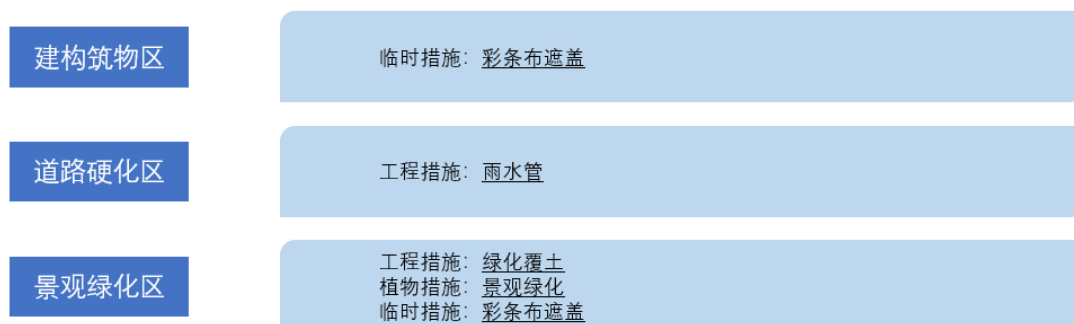 建构筑物区
临时措施：彩条布遮盖
道路硬化区
工程措施：雨水管
景观绿化区
工程措施：绿化覆土
植物措施：景观绿化
临时措施：彩条布遮盖